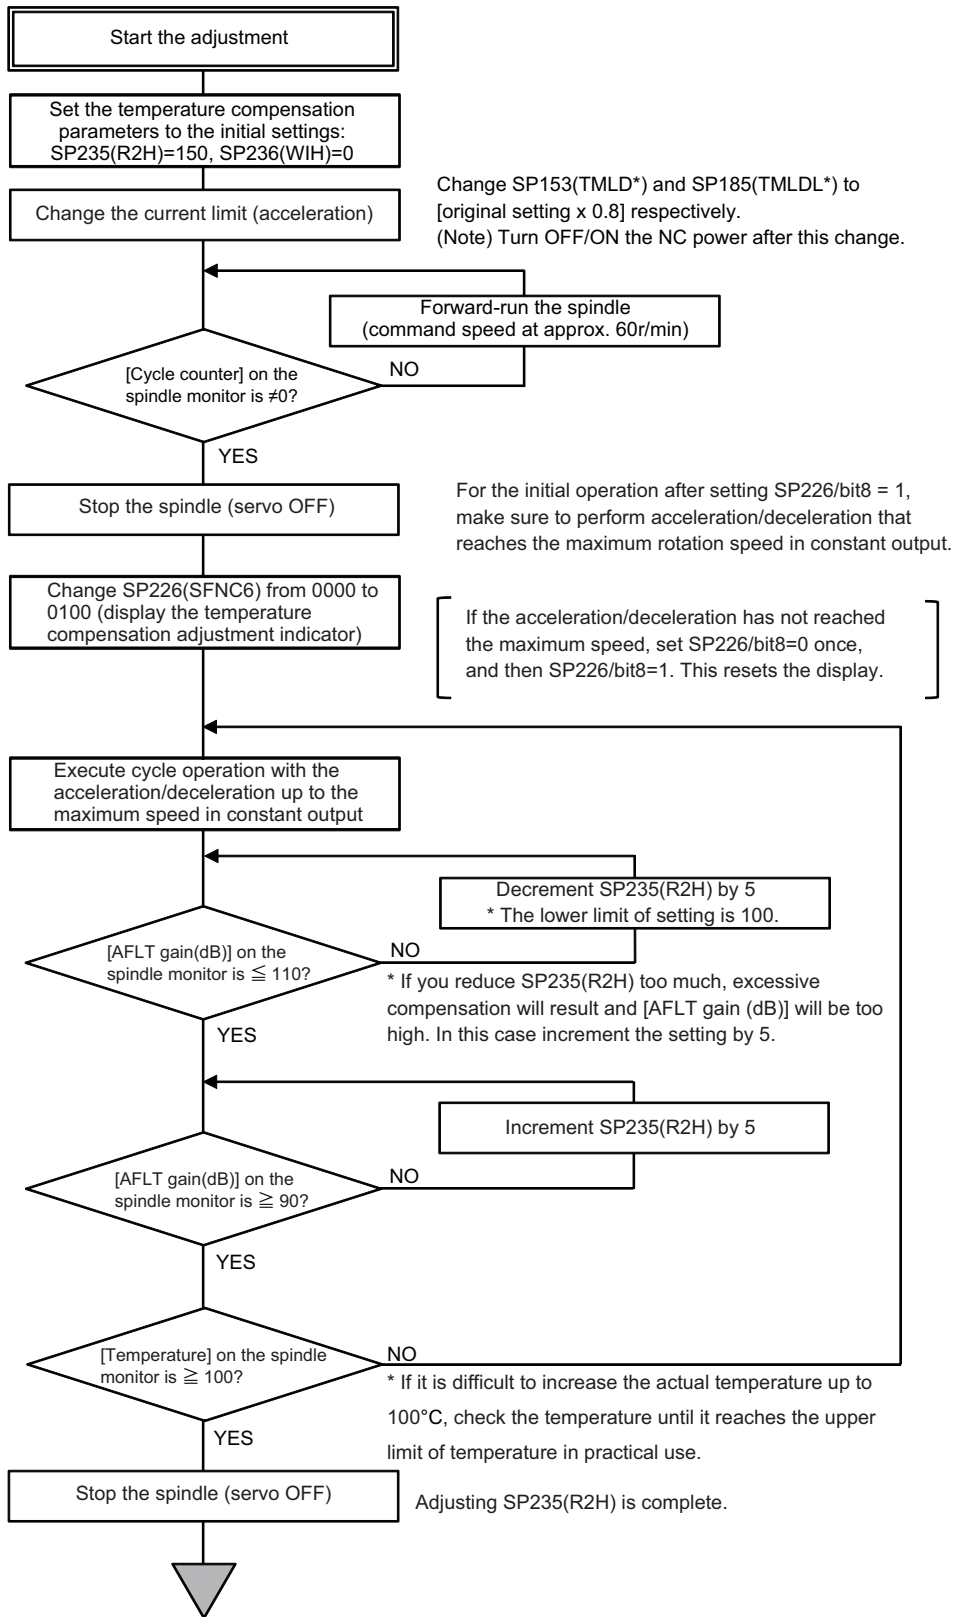 Start the adjustment
Set the temperature compensation
parameters to the initial settings:
SP235(R2H)=150, SP236(WIH)=0
Change the current limit (acceleration)
Change SP153(TMLD*) and SP185(TMLDL*) to
[original setting x 0.8] respectively.
(Note) Turn OFF/ON the NC power after this change.
Forward-run the spindle
(command speed at approx. 60r/min)
[Cycle counter] on the
spindle monitor is ≠0?
NO
YES
Stop the spindle (servo OFF)
For the initial operation after setting SP226/bit8 = 1,
make sure to perform acceleration/deceleration that
reaches the maximum rotation speed in constant output.
Change SP226(SFNC6) from 0000 to
0100 (display the temperature
compensation adjustment indicator)
If the acceleration/deceleration has not reached
the maximum speed, set SP226/bit8=0 once,
and then SP226/bit8=1. This resets the display.
Execute cycle operation with the
acceleration/deceleration up to the
maximum speed in constant output
Decrement SP235(R2H) by 5
* The lower limit of setting is 100.
[AFLT gain(dB)] on the
spindle monitor is ≦ 110?
NO
* If you reduce SP235(R2H) too much, excessive
compensation will result and [AFLT gain (dB)] will be too
high. In this case increment the setting by 5.
YES
Increment SP235(R2H) by 5
[AFLT gain(dB)] on the
spindle monitor is ≧ 90?
NO
YES
[Temperature] on the spindle
monitor is ≧ 100?
NO
* If it is difficult to increase the actual temperature up to
100°C, check the temperature until it reaches the upper
limit of temperature in practical use.
YES
Stop the spindle (servo OFF)
Adjusting SP235(R2H) is complete.